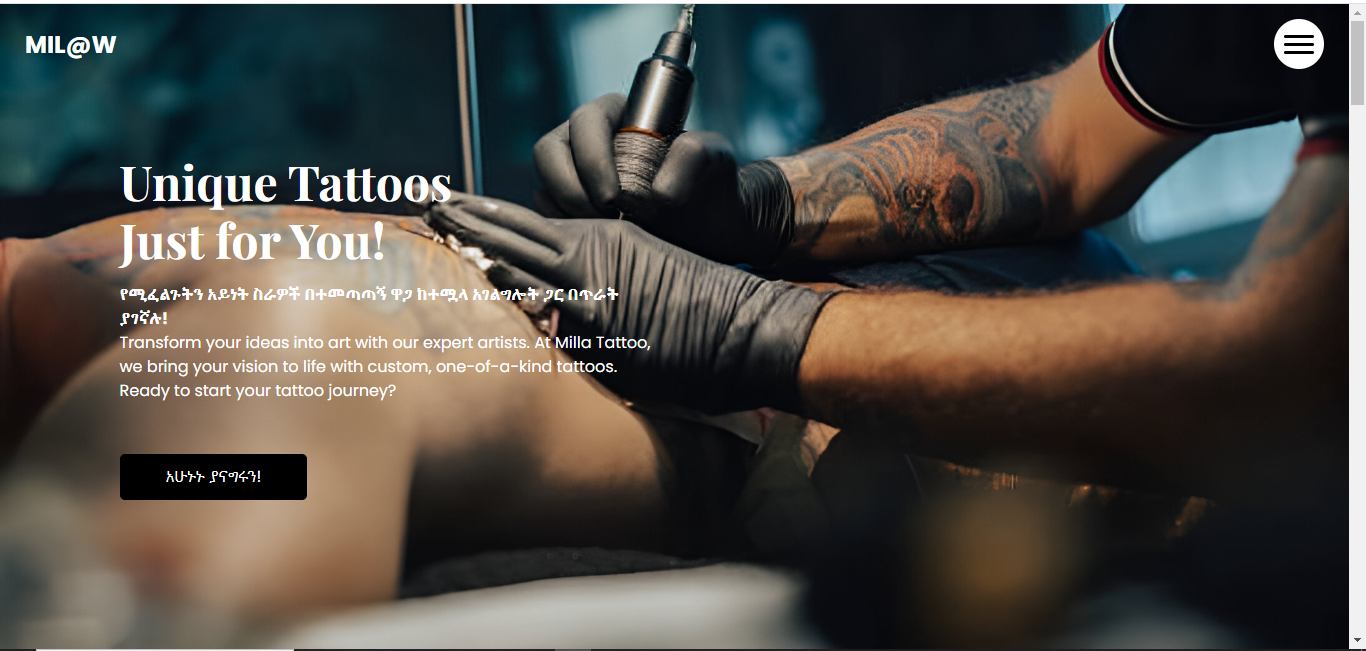 MIL@W
Unique Tattoos
Just for You!
የሚፈልጉትን አይነት ስራዎች በተመጣጣኝ ዋጋ ከተሟላ አገልግሎት ጋር በጥራት
ያገኛሉ!
Transform your ideas into art with our expert artists. At Milla Tattoo,
we bring your vision to life with custom, one-of-a-kind tattoos.
Ready to start your tattoo journey?
አሁኑኑ ያናግሩን!